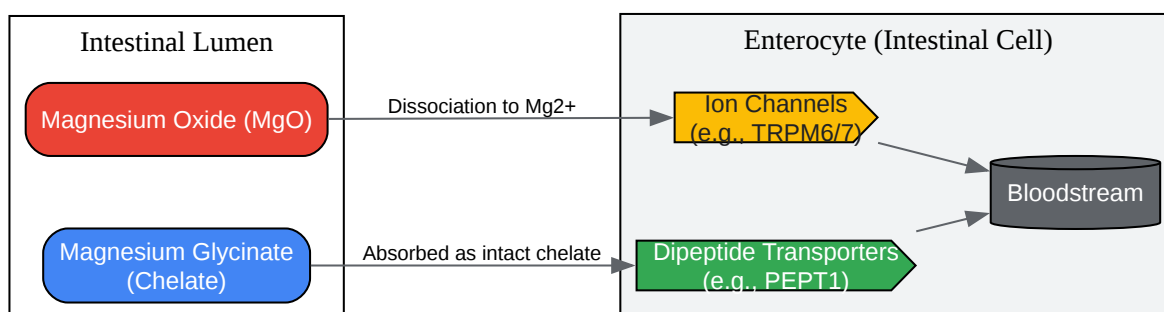 Intestinal Lumen
Enterocyte (Intestinal Cell)
Magnesium Oxide (MgO)
Dissociation to Mg2+
Ion Channels
(e.g., TRPM6/7)
Bloodstream
Magnesium Glycinate
(Chelate)
Absorbed as intact chelate
Dipeptide Transporters
(e.g., PEPT1)